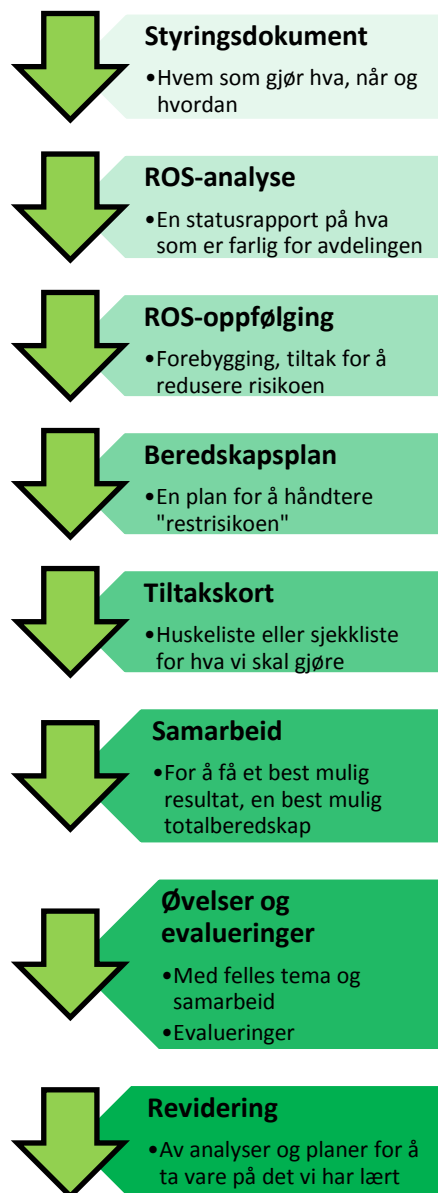 Styringsdokument
•Hvem som gjør hva, når og
hvordan
ROS-analyse
•En statusrapport på hva
som er farlig for avdelingen
ROS-oppfølging
•Forebygging, tiltak for å
redusere risikoen
Beredskapsplan
•En plan for å håndtere
"restrisikoen"
Tiltakskort
•Huskeliste eller sjekkliste
for hva vi skal gjøre
Samarbeid
•For å få et best mulig
resultat, en best mulig
totalberedskap
Øvelser og
evalueringer
•Med felles tema og
samarbeid
•Evalueringer
Revidering
•Av analyser og planer for å
ta vare på det vi har lært